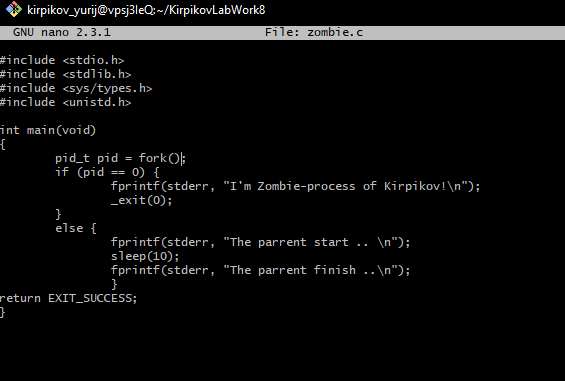 kirpikov_yurij@vpsj3IeQ:~/KirpikovLabWork8
GNU nano 2.3.1 File: zombie.c
#include <stdio.h>
#include <stdlib.h>
#include <sys/types.h>
#include <unistd.h>
int main(void)
{
pid_t pid = fork();
if (pid == 0) {
fprintf(stderr, "I'm Zombie-process of Kirpikov!\n");
_exit(0);
}
else {
fprintf(stderr, "The parrent start .. \n");
sleep(10);
fprintf(stderr, "The parrent finish ..\n");
}
return EXIT_SUCCESS;
}